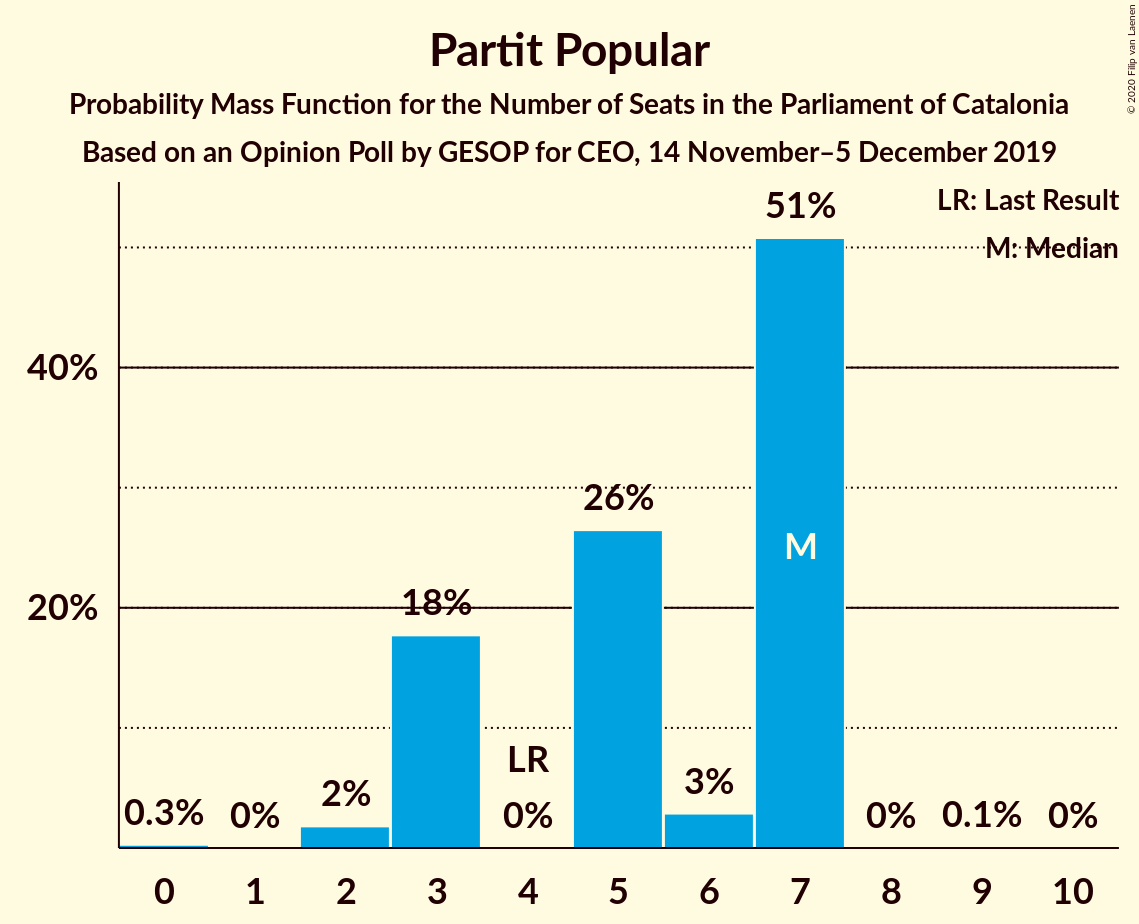 Partit Popular
Probability Mass Function for the Number of Seats in the Parliament of Catalonia
Based on an Opinion Poll by GESOP for CEO, 14 November–5 December 2019
© 2020 Filip van Laenen
LR: Last Result
M: Median
40%
20%
0.3%
0%
2%
18%
LR
0%
26%
3%
51%
M
0%
0.1%
0%
0 1 2 3 4 5 6 7 8 9 10